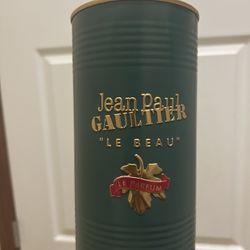 Jean Paul
GAULTIER
"LE BEAU"
LE PARFUM